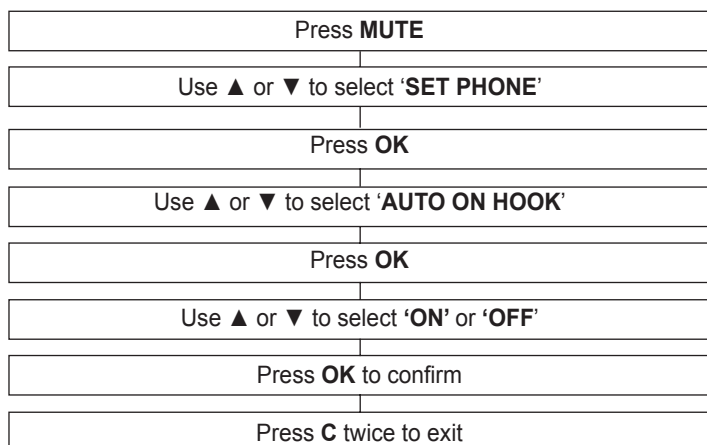 Press MUTE
Use ▲ or ▼ to select ‘SET PHONE’
Press OK
Use ▲ or ▼ to select ‘AUTO ON HOOK’
Press OK
Use ▲ or ▼ to select ‘ON’ or ‘OFF’
Press OK to confirm
Press C twice to exit